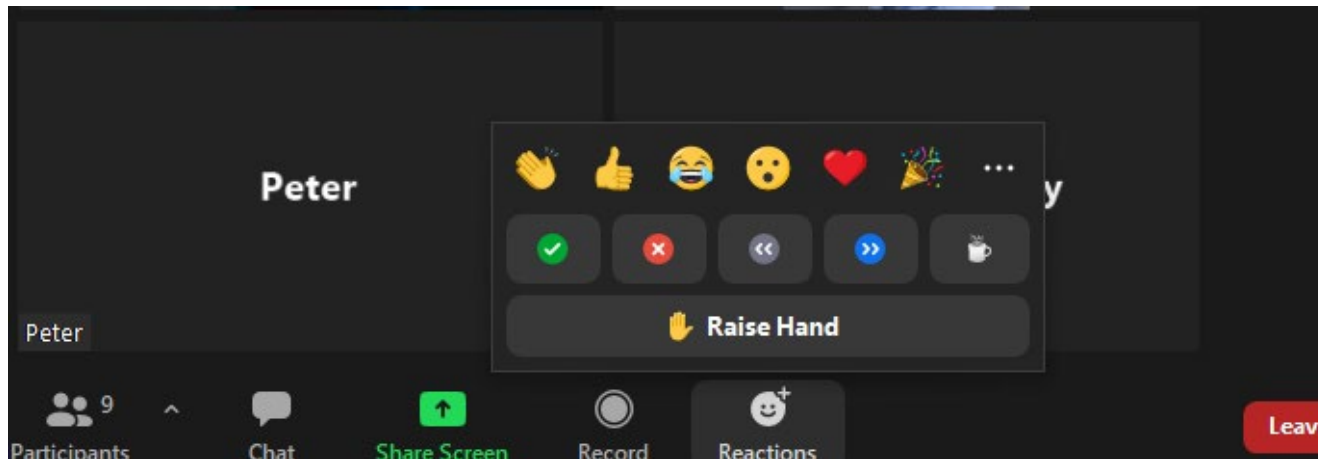 Peter
y
Peter
Raise Hand
9
Participants
Chat
Share Screen
Record
Reactions
Leav